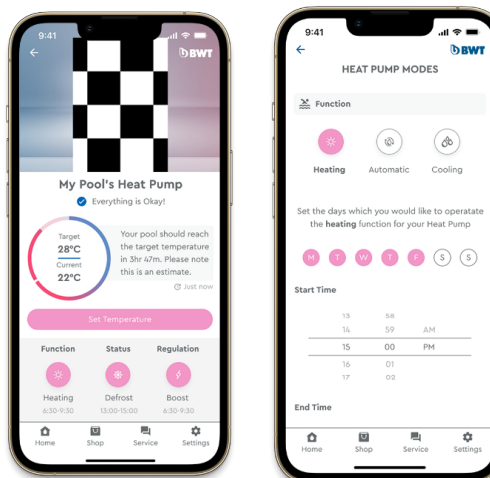 9:41
BWT
My Pool's Heat Pump
Everything is Okay!
Target
28°C
Current
22°C
Your pool should reach
the target temperature
in 3hr 47m. Please note
this is an estimate.
Just now
Set Temperature
Function Status Regulation
Heating Defrost Boost
6:30-9:30 13:00-15:00 6:30-9:30
Home Shop Service Settings
9:41
BWT
HEAT PUMP MODES
Function
Heating Automatic Cooling
Set the days which you would like to operatate
the heating function for your Heat Pump
M T W T F S S
Start Time
13 58
14 59 AM
15 00 PM
16 01
17 02
End Time
Home Shop Service Settings